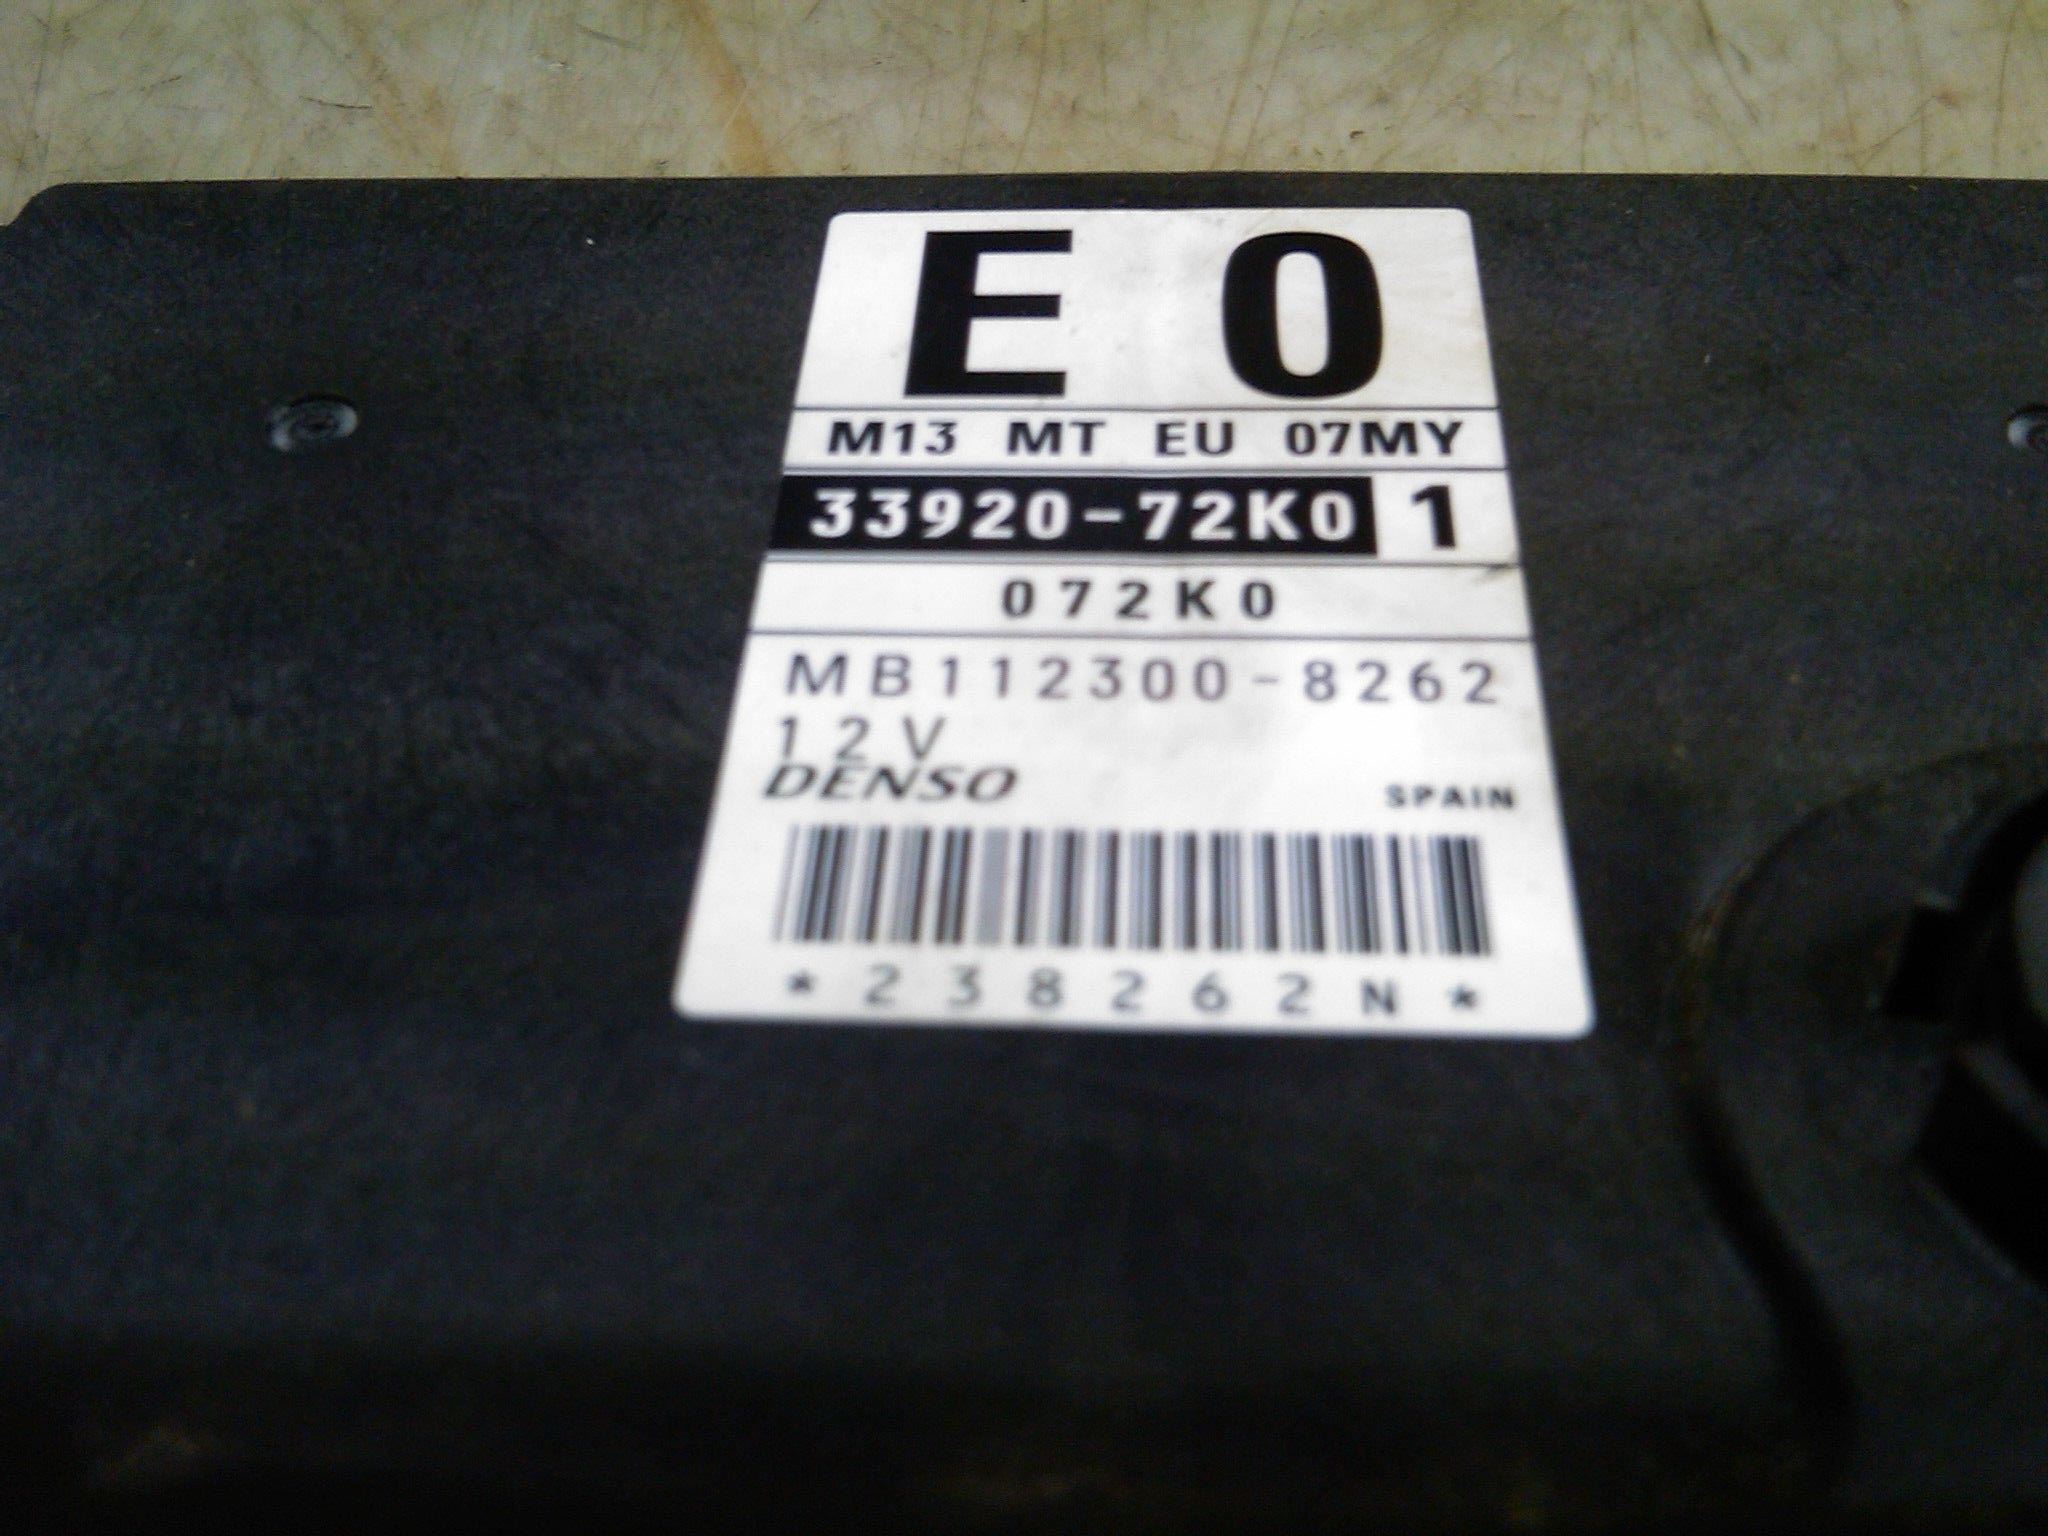 E 0
M13 MT EU 07MY
33920-72K0 1
072K0
MB112300-8262
12V
DENSO SPAIN
*238262N*